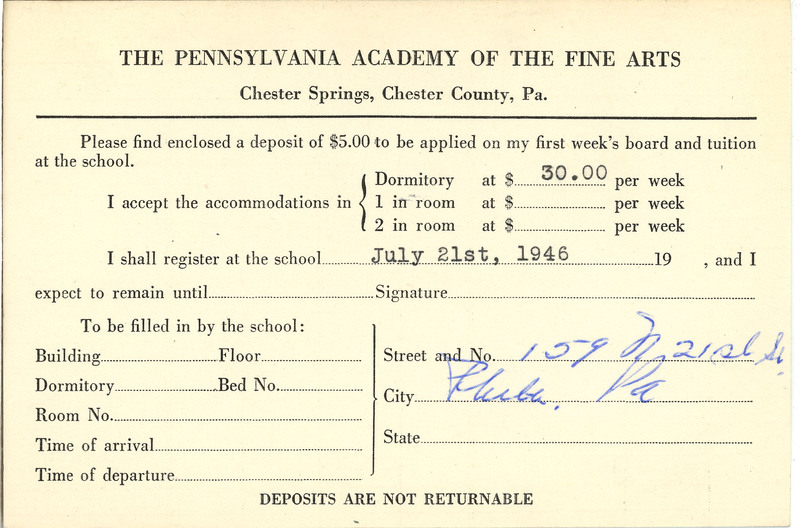 THE PENNSYLVANIA ACADEMY OF THE FINE ARTS
Chester Springs, Chester County, Pa.
Please find enclosed a deposit of $5.00 to be applied on my first week's board and tuition
at the school.
I accept the accommodations in { Dormitory at $ 30.00 per week
1 in room at $ per week
2 in room at $ per week
I shall register at the school July 21st, 1946 19 , and I
expect to remain until Signature
To be filled in by the school:
Building Floor
Dormitory Bed No.
Room No.
Time of arrival
Time of departure
Street and No. 159 N. 21st St.
City Phila. Pa
State
DEPOSITS ARE NOT RETURNABLE